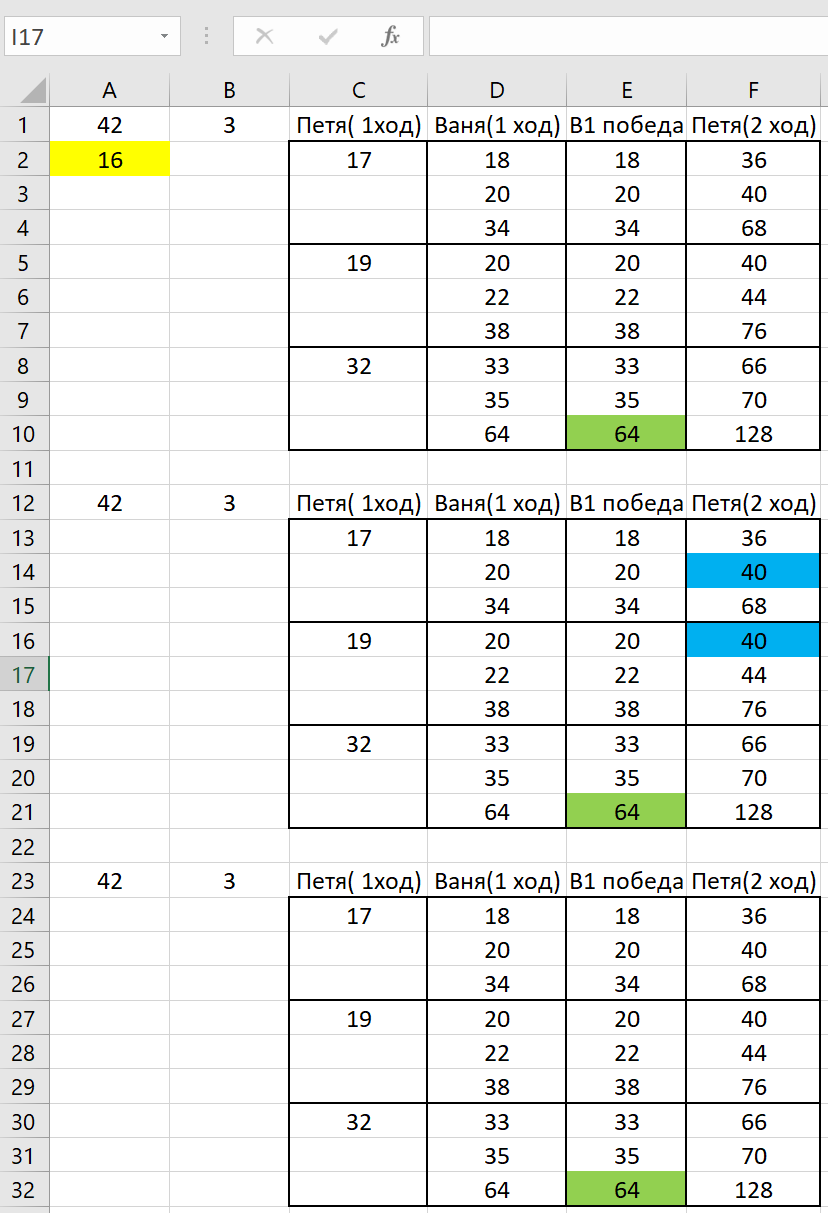 I17 fx
A B C D E F
1 42 3 Петя( 1ход) Ваня(1 ход) В1 победа Петя(2 ход)
2 16 17 18 18 36
3 20 20 40
4 34 34 68
5 19 20 20 40
6 22 22 44
7 38 38 76
8 32 33 33 66
9 35 35 70
10 64 64 128
11
12 42 3 Петя( 1ход) Ваня(1 ход) В1 победа Петя(2 ход)
13 17 18 18 36
14 20 20 40
15 34 34 68
16 19 20 20 40
17 22 22 44
18 38 38 76
19 32 33 33 66
20 35 35 70
21 64 64 128
22
23 42 3 Петя( 1ход) Ваня(1 ход) В1 победа Петя(2 ход)
24 17 18 18 36
25 20 20 40
26 34 34 68
27 19 20 20 40
28 22 22 44
29 38 38 76
30 32 33 33 66
31 35 35 70
32 64 64 128